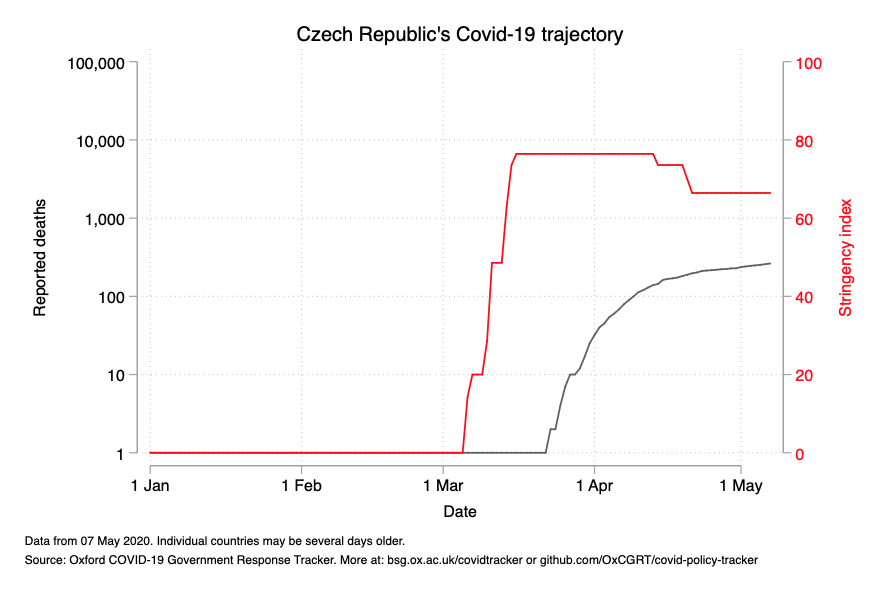 Czech Republic's Covid-19 trajectory
100,000
10,000
1,000
100
10
1
Reported deaths
100
80
60
40
20
0
Stringency index
1 Jan 1 Feb 1 Mar 1 Apr 1 May
Date
Data from 07 May 2020. Individual countries may be several days older.
Source: Oxford COVID-19 Government Response Tracker. More at: bsg.ox.ac.uk/covidtracker or github.com/OxCGRT/covid-policy-tracker